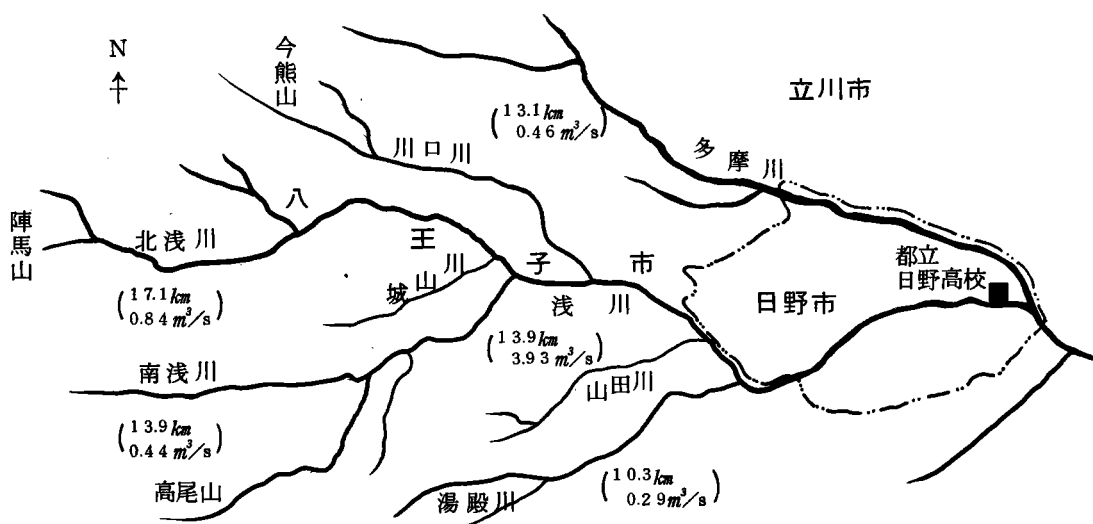 N
今熊山
立川市
(13.1km
0.46m³/s)
多摩川
川口川
八王子市
陣馬山
北浅川
(17.1km
0.84m³/s)
城山川
浅川
(13.9km
3.93m³/s)
都立
日野高校
日野市
南浅川
(13.9km
0.44m³/s)
山田川
高尾山
湯殿川
(10.3km
0.29m³/s)